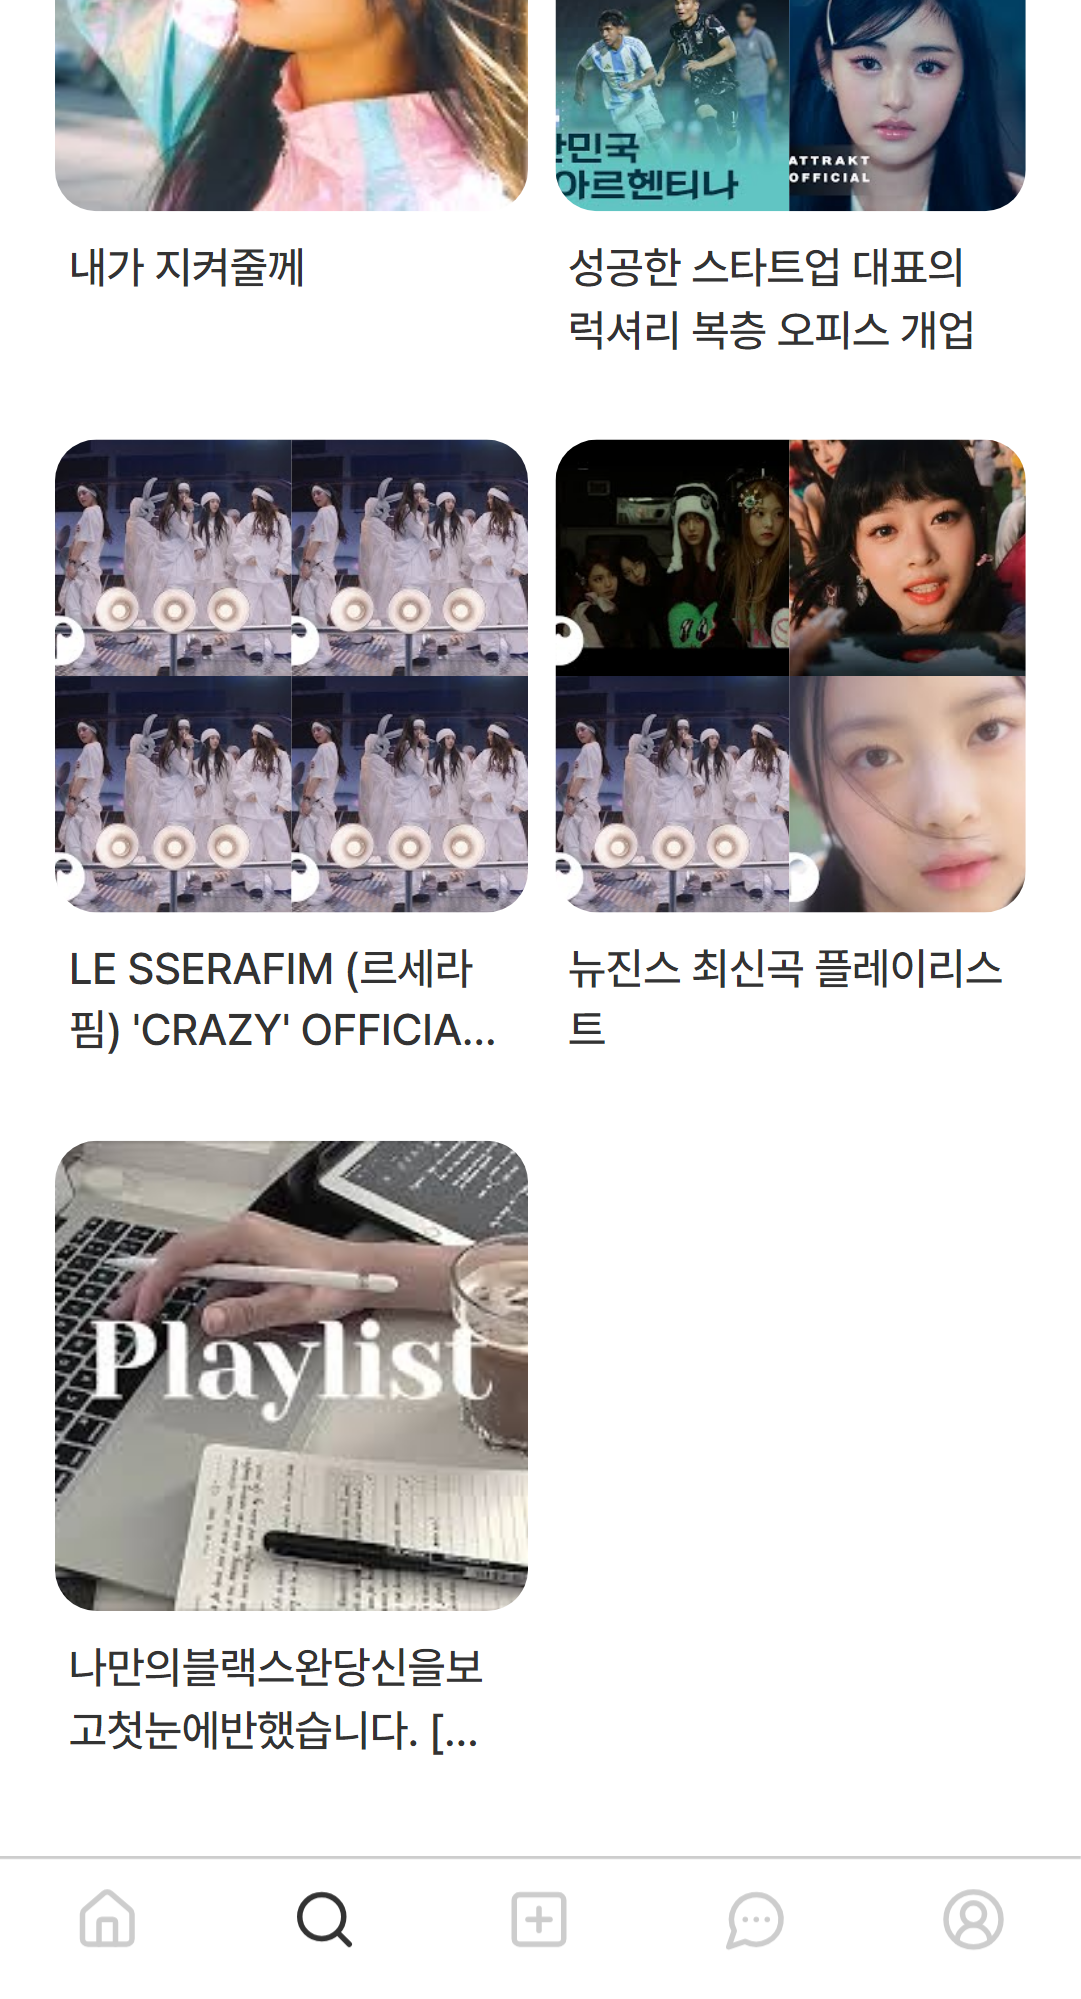 민국
아르헨티나
ATTRAKT
OFFICIAL
내가 지켜줄께
성공한 스타트업 대표의
럭셔리 복층 오피스 개업
LE SSERAFIM (르세라
핌) 'CRAZY' OFFICIA...
뉴진스 최신곡 플레이리스
트
Playlist
나만의블랙스완당신을보
고첫눈에반했습니다. [...